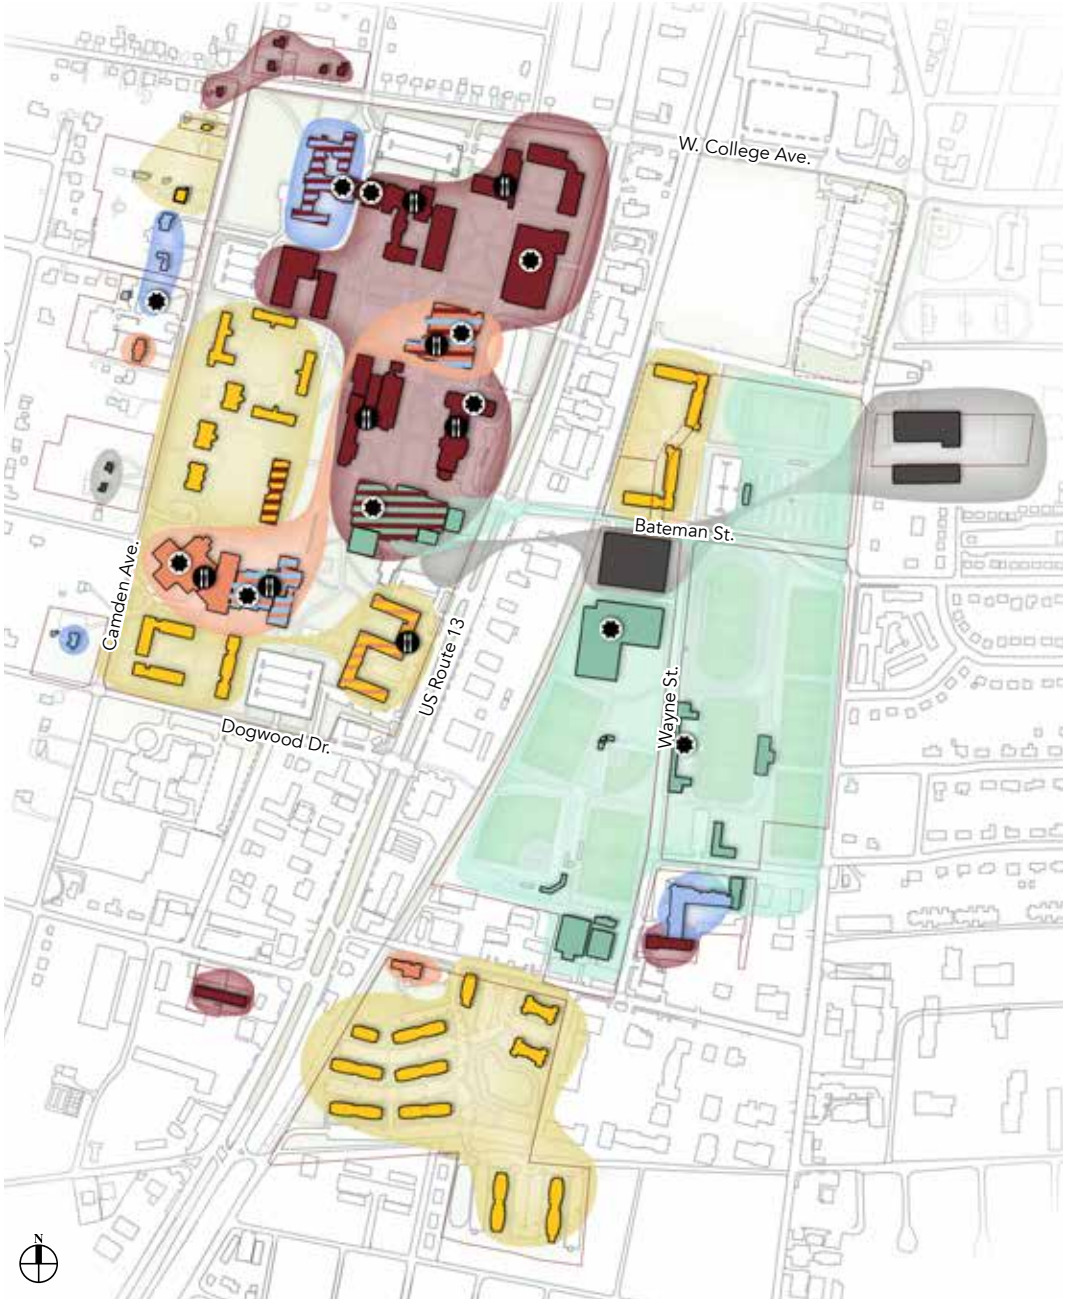 W. College Ave.
Bateman St.
Camden Ave.
US Route 13
Wayne St.
Dogwood Dr.
N